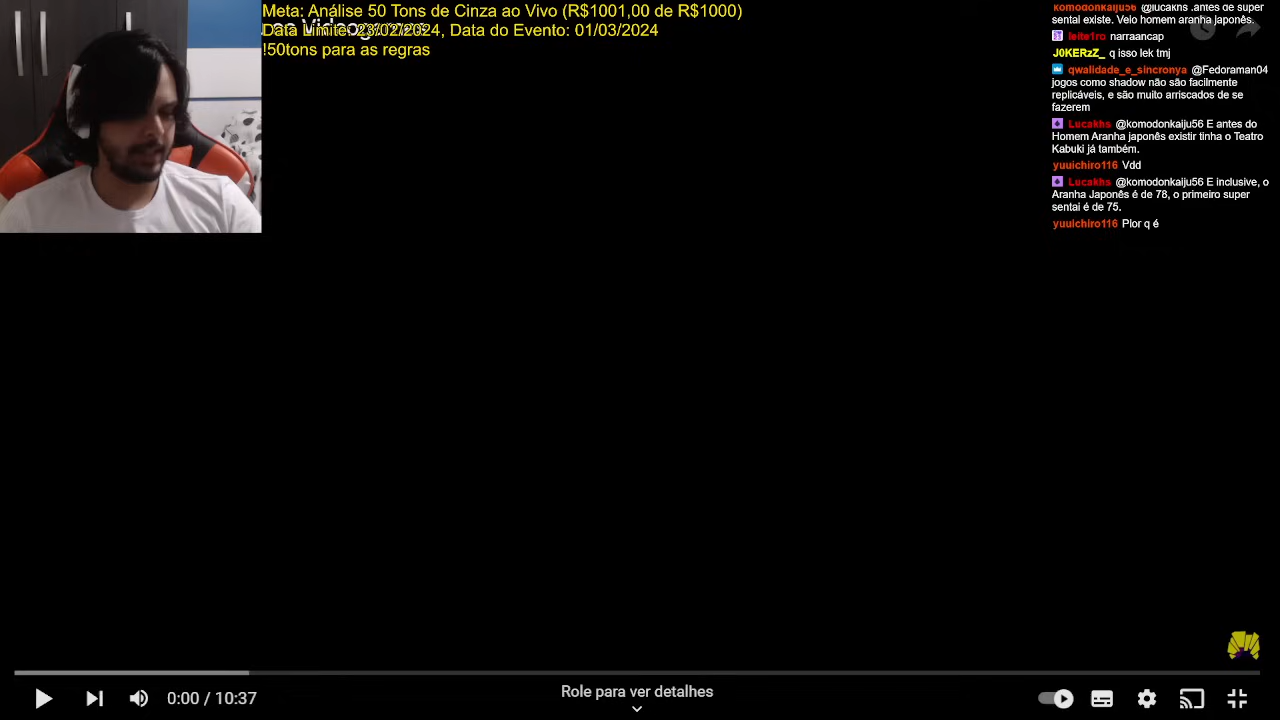 Meta: Análise 50 Tons de Cinza ao Vivo (R$1001,00 de R$1000)
Data Limite: 23/02/2024, Data do Evento: 01/03/2024
!50tons para as regras
komodonkaiju56 @lucakhs .antes de super
sentai existe. Veio homem aranha japonês.
leite1ro narraancap
J0KERzZ_ q isso lek tmj
qwalidade_e_sincronya @Fedoraman04
jogos como shadow não são facilmente
replicáveis, e são muito arriscados de se
fazerem
Lucakhs @komodonkaiju56 E antes do
Homem Aranha japonês existir tinha o Teatro
Kabuki já também.
yuuichiro116 Vdd
Lucakhs @komodonkaiju56 E inclusive, o
Aranha Japonês é de 78, o primeiro super
sentai é de 75.
yuuichiro116 Pior q é
0:00 / 10:37
Role para ver detalhes